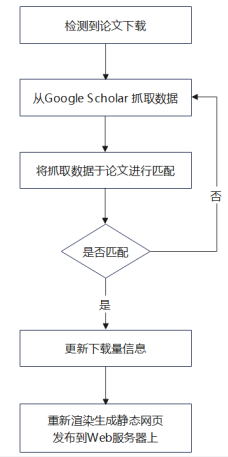 检测到论文下载
从Google Scholar 抓取数据
将抓取数据于论文进行匹配
是否匹配
否
是
更新下载量信息
重新渲染生成静态网页
发布到Web服务器上